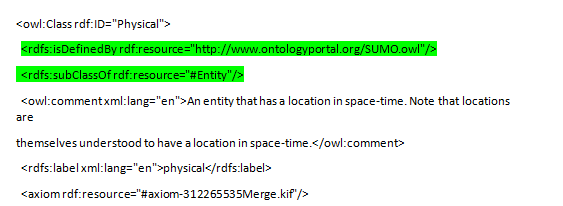 <owl:Class rdf:ID="Physical">
<rdfs:isDefinedBy rdf:resource="http://www.ontologyportal.org/SUMO.owl"/>
<rdfs:subClassOf rdf:resource="#Entity"/>
<owl:comment xml:lang="en">An entity that has a location in space-time. Note that locations
are
themselves understood to have a location in space-time.</owl:comment>
<rdfs:label xml:lang="en">physical</rdfs:label>
<axiom rdf:resource="#axiom-312265535Merge.kif"/>